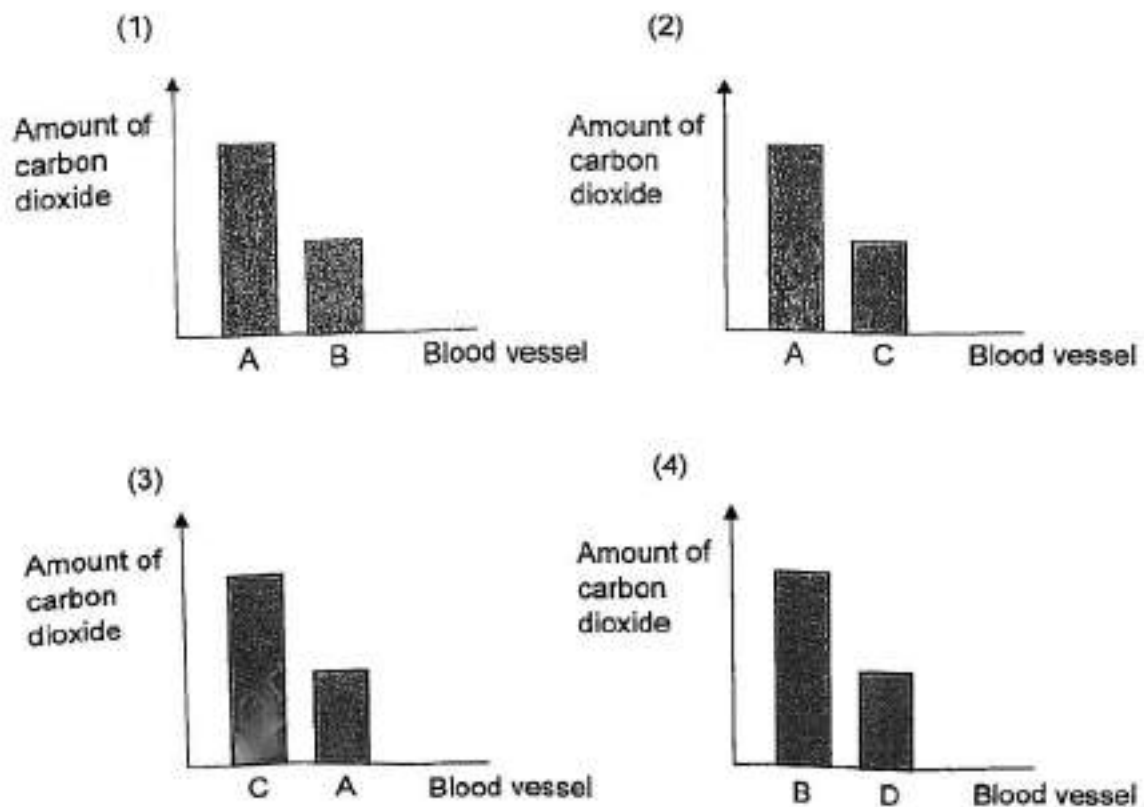 (1)
Amount of
carbon
dioxide
A B Blood vessel
(2)
Amount of
carbon
dioxide
A C Blood vessel
(3)
Amount of
carbon
dioxide
C A Blood vessel
(4)
Amount of
carbon
dioxide
B D Blood vessel